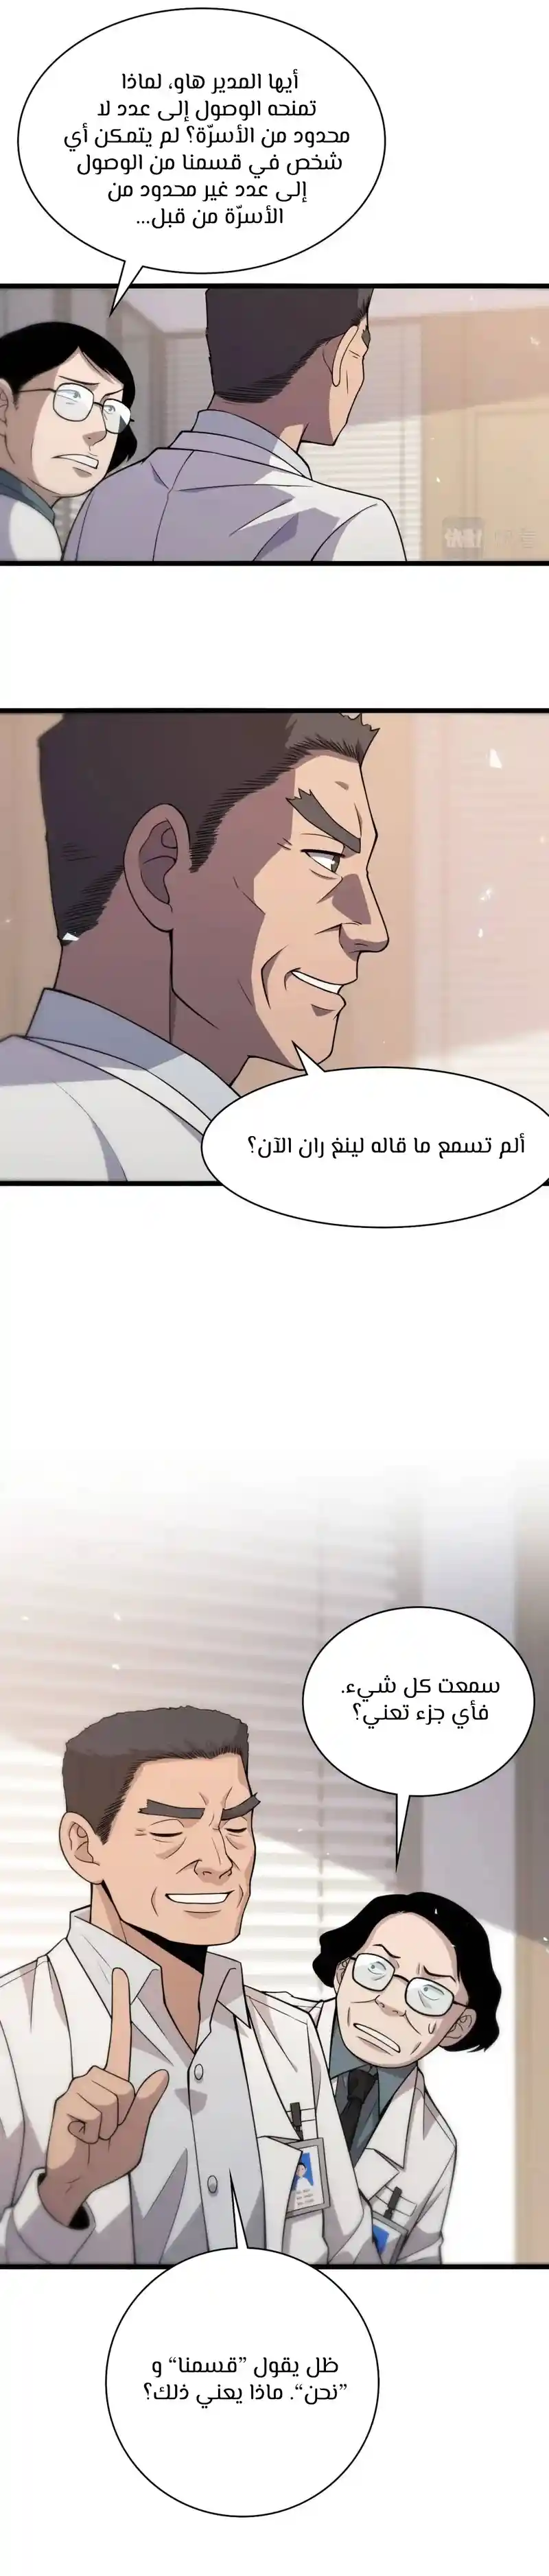 أيها المدير هاو، لماذا
تمنحه الوصول إلى عدد لا
محدود من الأسرّة؟ لم يتمكن أي
شخص في قسمنا من الوصول
إلى عدد غير محدود من
الأسرّة من قبل...
ألم تسمع ما قاله لينغ ران الآن؟
سمعت كل شيء.
فأي جزء تعني؟
ظل يقول ”قسمنا“ و
”نحن“. ماذا يعني ذلك؟